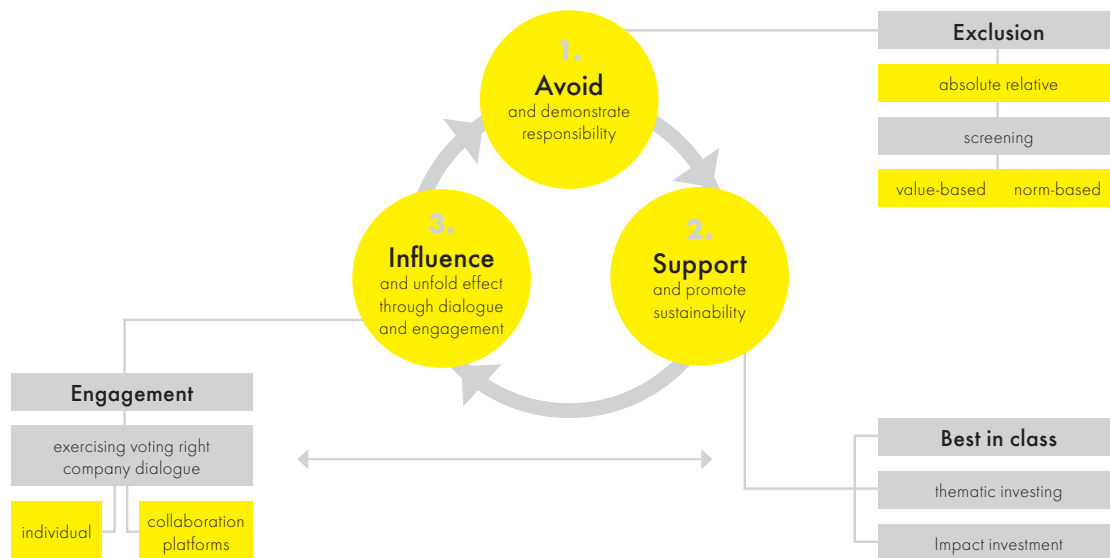 1.
Avoid
and demonstrate
responsibility
Exclusion
absolute relative
screening
value-based norm-based
2.
Support
and promote
sustainability
3.
Influence
and unfold effect
through dialogue
and engagement
Engagement
exercising voting right
company dialogue
individual
collaboration
platforms
Best in class
thematic investing
Impact investment